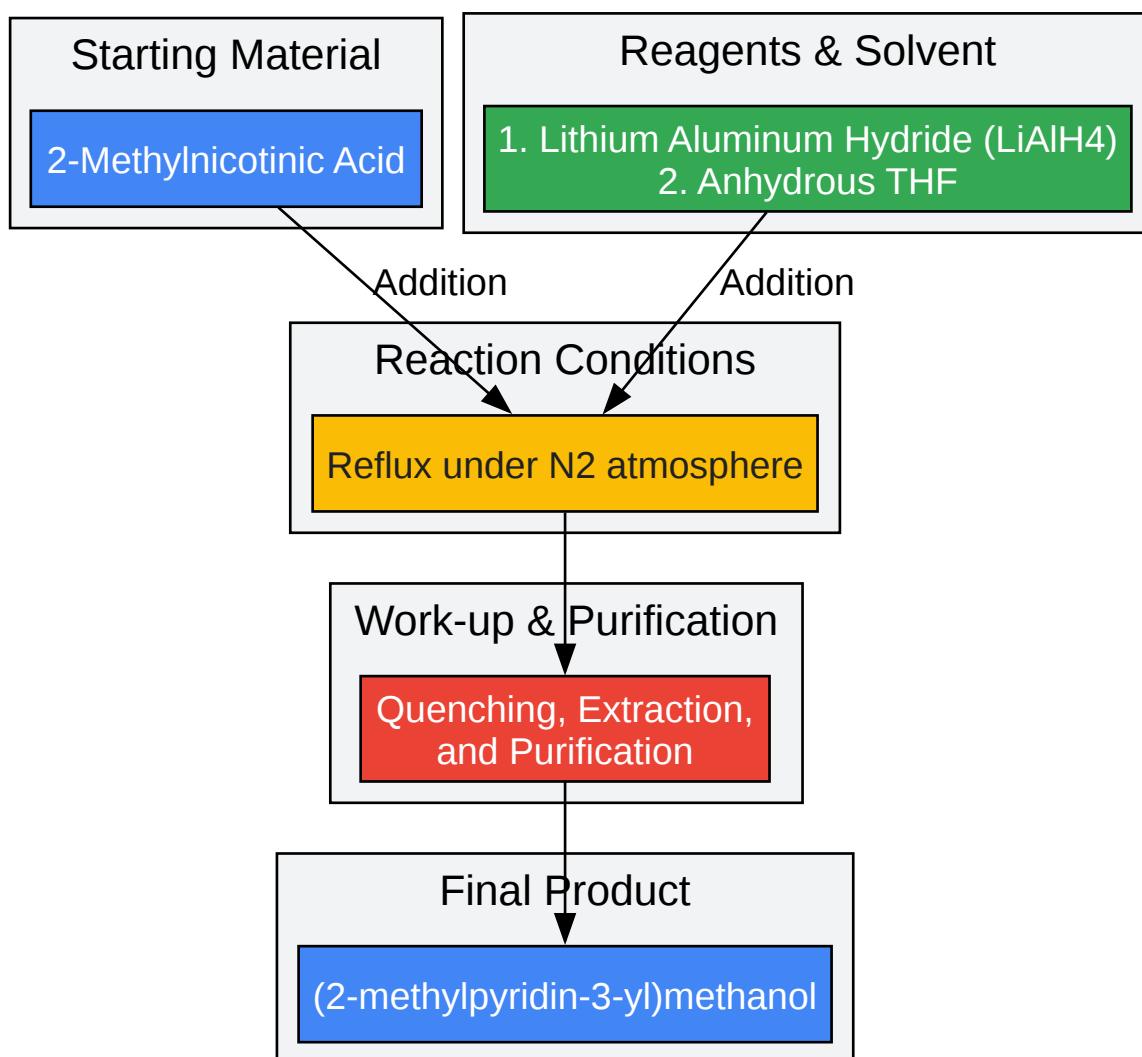 Starting Material
2-Methylnicotinic Acid
Reagents & Solvent
1. Lithium Aluminum Hydride (LiAlH4)
2. Anhydrous THF
Addition
Addition
Reaction Conditions
Reflux under N2 atmosphere
Work-up & Purification
Quenching, Extraction,
and Purification
Final Product
(2-methylpyridin-3-yl)methanol